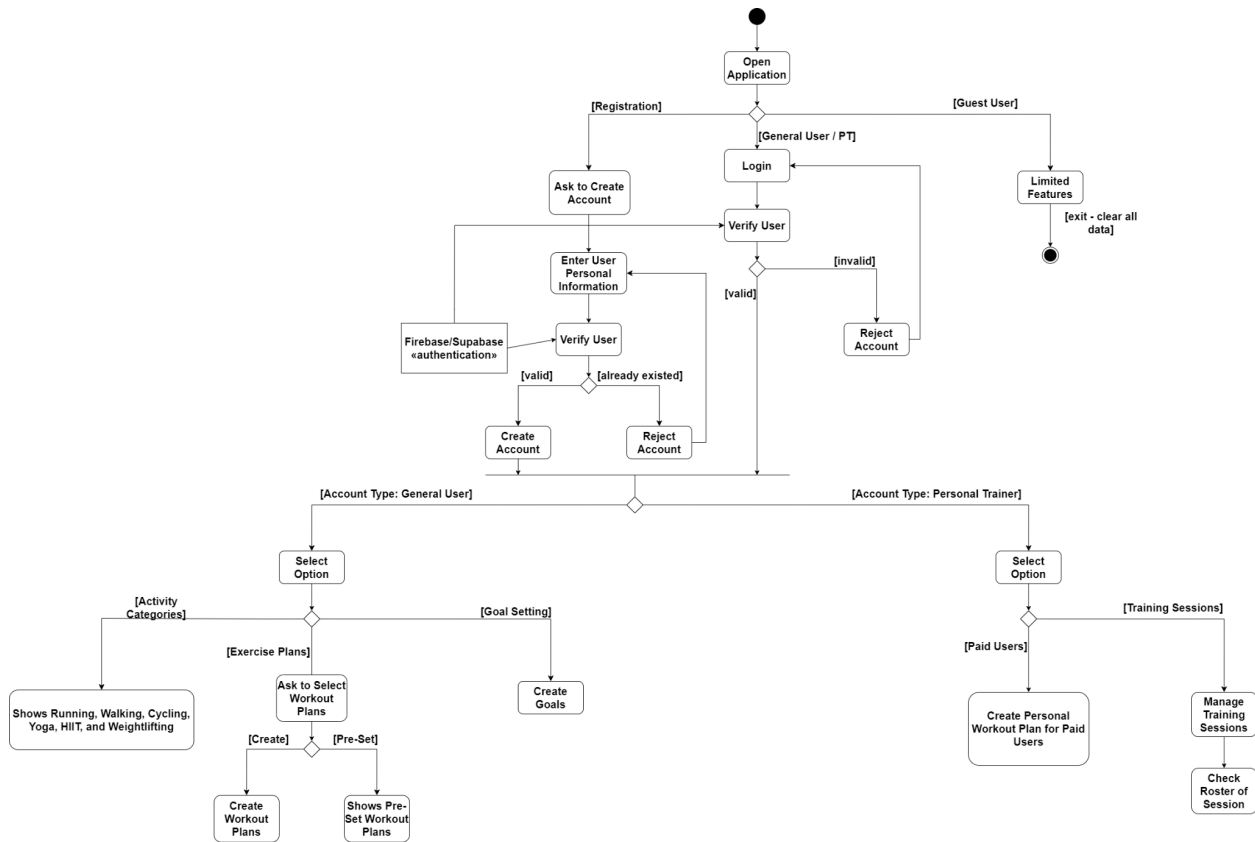 Open
Application
[Registration]
[Guest User]
[General User / PT]
Login
Ask to Create
Account
Limited
Features
[exit - clear all
data]
Verify User
Enter User
Personal
Information
[invalid]
[valid]
Firebase/Supabase
«authentication»
Verify User
Reject
Account
[valid]
[already existed]
Create
Account
Reject
Account
[Account Type: General User]
[Account Type: Personal Trainer]
Select
Option
Select
Option
[Activity
Categories]
[Goal Setting]
[Training Sessions]
[Exercise Plans]
[Paid Users]
Ask to Select
Workout
Plans
Create
Goals
Shows Running, Walking, Cycling,
Yoga, HIIT, and Weightlifting
Create Personal
Workout Plan for Paid
Users
Manage
Training
Sessions
[Create]
[Pre-Set]
Create
Workout
Plans
Shows Pre-
Set Workout
Plans
Check
Roster of
Session